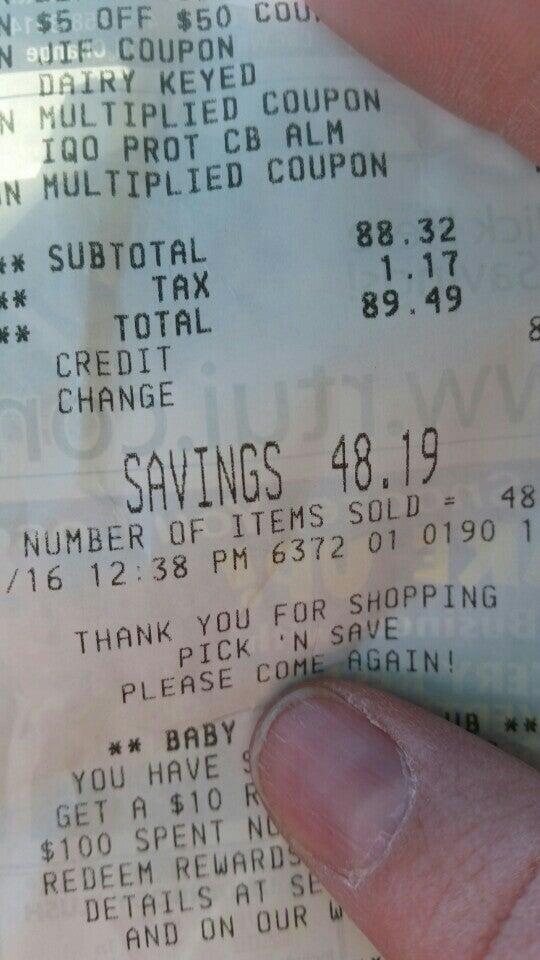 $5 OFF $50 COU
JIF COUPON
DAIRY KEYED
N MULTIPLIED COUPON
IQO PROT CB ALM
N MULTIPLIED COUPON
** SUBTOTAL 88.32
** TAX 1.17
** TOTAL 89.49
CREDIT 8
CHANGE
SAVINGS 48.19
NUMBER OF ITEMS SOLD = 48
/16 12:38 PM 6372 01 0190 1
THANK YOU FOR SHOPPING
PICK 'N SAVE
PLEASE COME AGAIN!
** BABY UB **
YOU HAVE
GET A $10 R
$100 SPENT
REDEEM REWARDS
DETAILS AT SE
AND ON OUR W